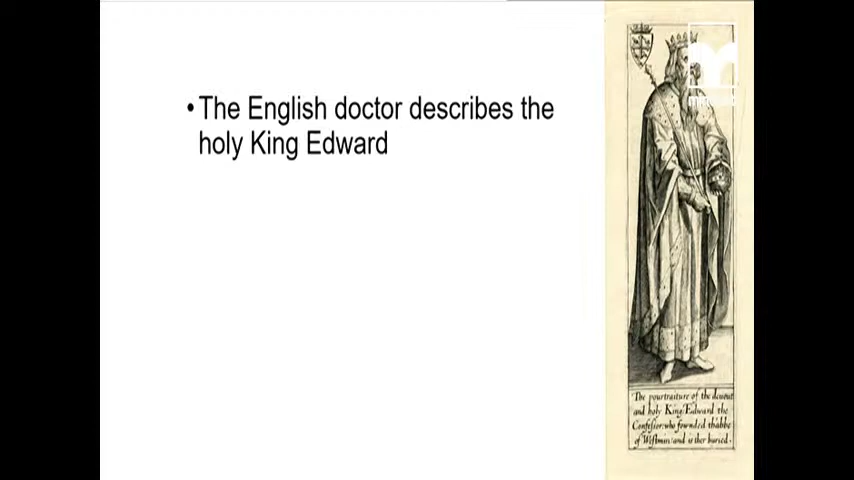 •The English doctor describes the
holy King Edward
The pourtraiture of the deuout
and holy King Edward the
Confessor: who founded thabbe
of Westmin: and is ther buried.